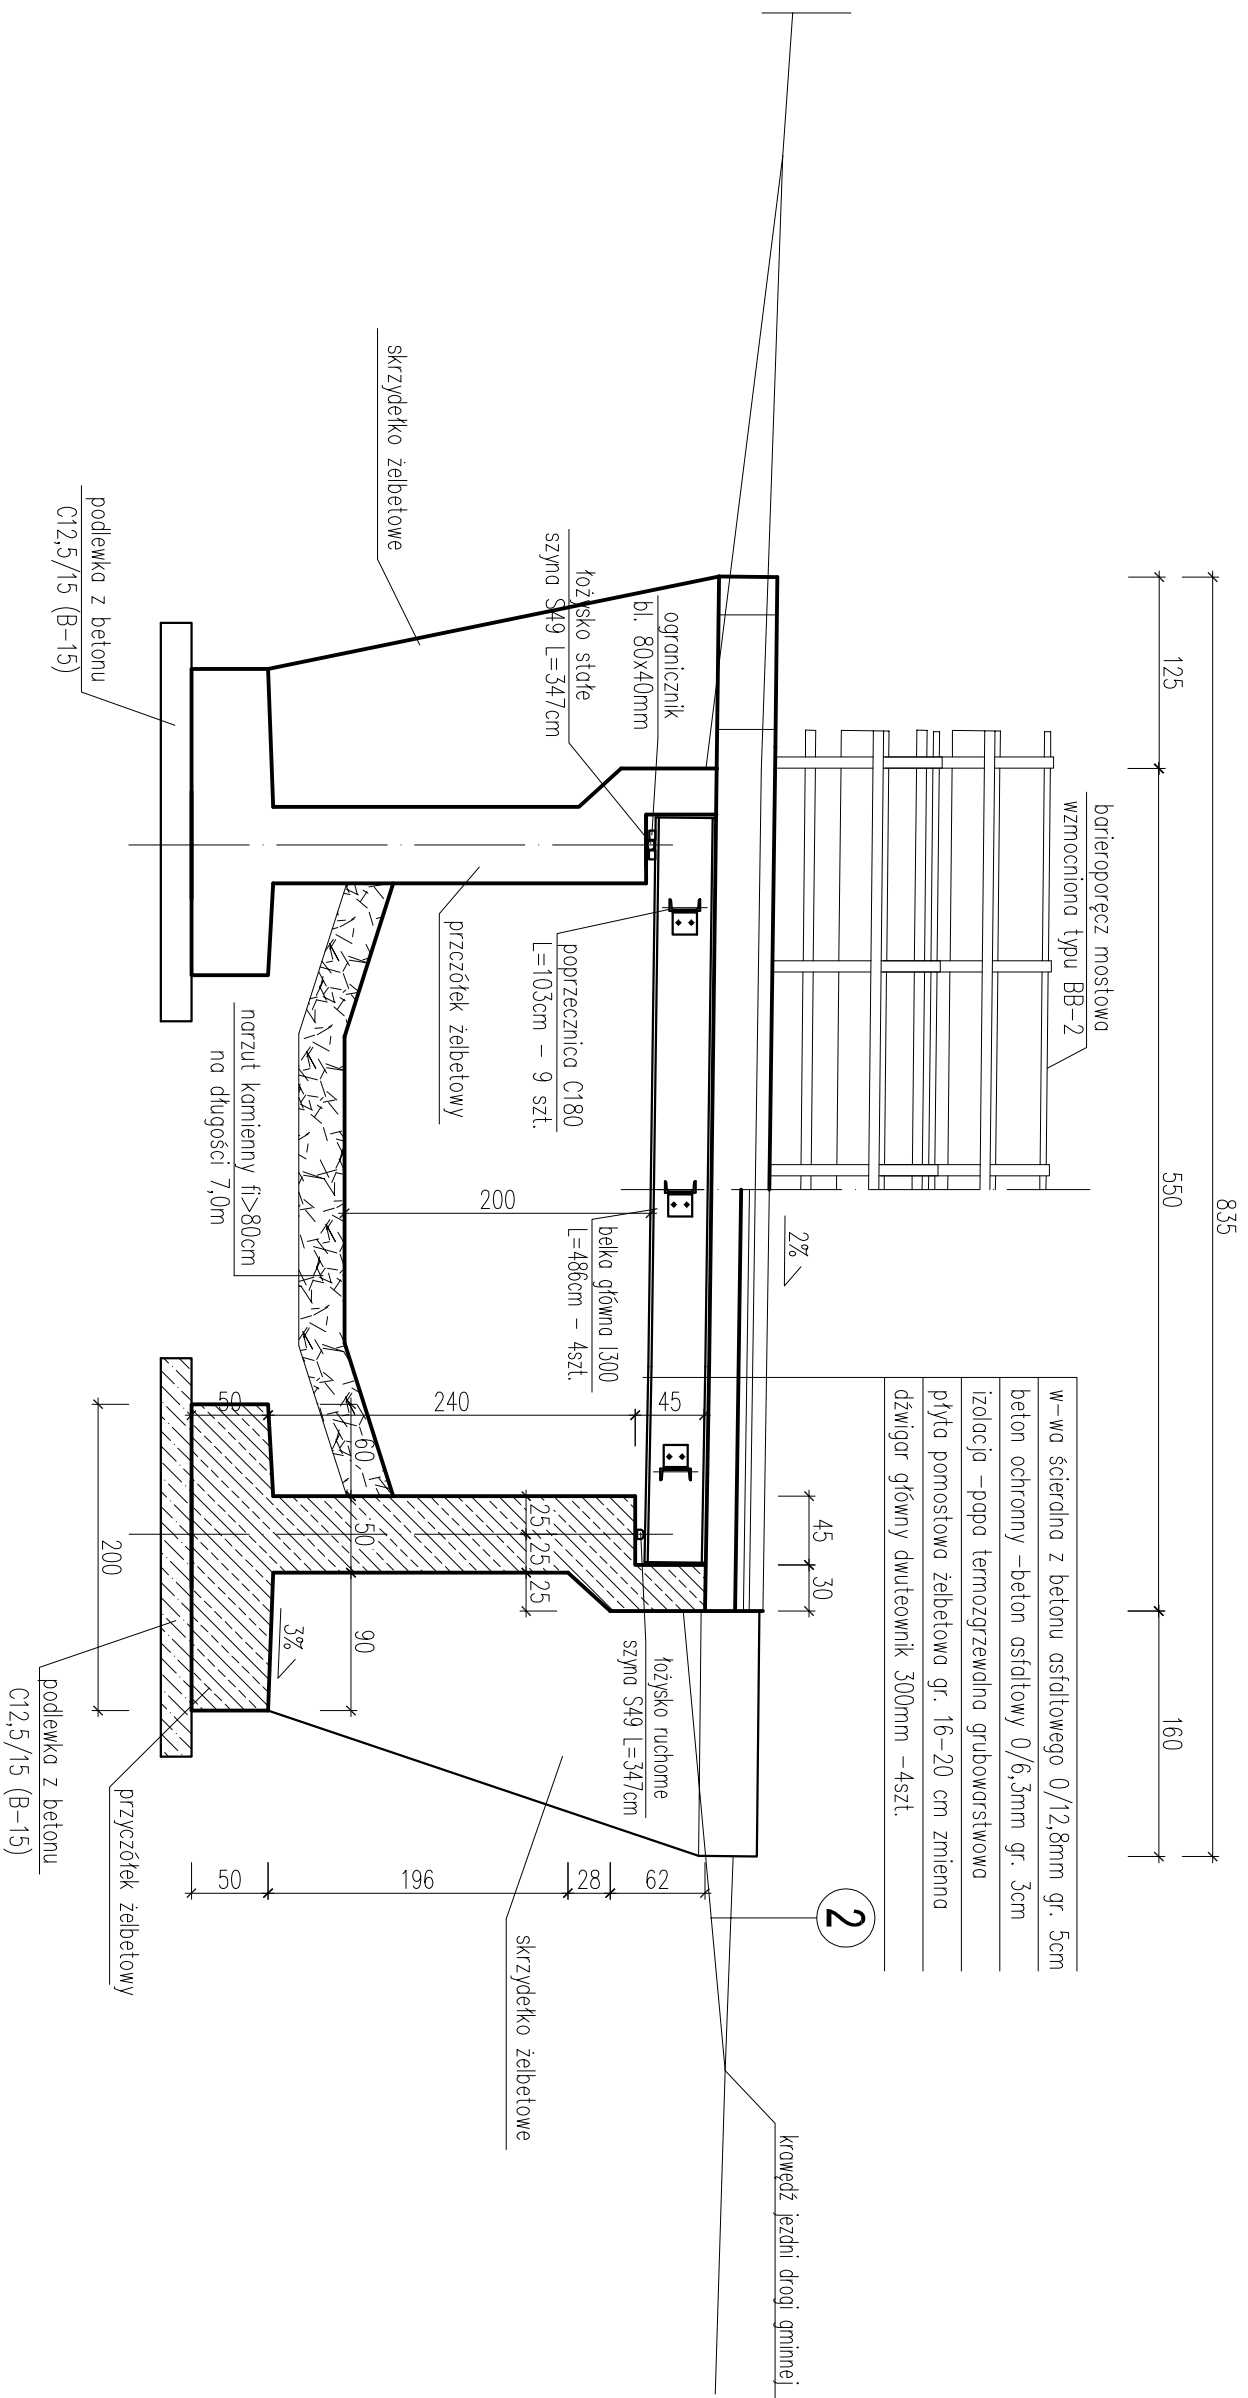 835
125
550
160
barieroporęcz mostowa
wzmocniona typu BB-2
w-wa ścieralna z betonu asfaltowego 0/12,8mm gr. 5cm
beton ochronny -beton asfaltowy 0/6,3mm gr. 3cm
izolacja -papa termozgrzewalna grubowarstwowa
płyta pomostowa żelbetowa gr. 16-20 cm zmienna
dźwigar główny dwuteownik 300mm -4szt.
2
2%
45
30
krawędź jezdni drogi gminnej
ogranicznik
bl. 80x40mm
łożysko stałe
szyna S49 L=347cm
poprzecznica C180
L=103cm - 9 szt.
belka główna I300
L=486cm - 4szt.
łożysko ruchome
szyna S49 L=347cm
45
240
50
200
62
28
196
50
25
25
25
60
50
90
skrzydełko żelbetowe
przczółek żelbetowy
skrzydełko żelbetowe
narzut kamienny fi>80cm
na długości 7,0m
3%
podlewka z betonu
C12,5/15 (B-15)
200
przyczółek żelbetowy
podlewka z betonu
C12,5/15 (B-15)